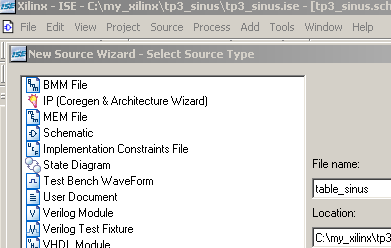 Xilinx - ISE - C:\my_xilinx\tp3_sinus\tp3_sinus.ise - [tp3_sinus.sch
File Edit View Project Source Process Add Tools Window Help
ISE New Source Wizard - Select Source Type
BMM File
IP (Coregen & Architecture Wizard)
MEM File
Schematic
Implementation Constraints File
State Diagram
Test Bench WaveForm
User Document
Verilog Module
Verilog Test Fixture
VHDL Module
File name:
table_sinus
Location:
C:\my_xilinx\tp3